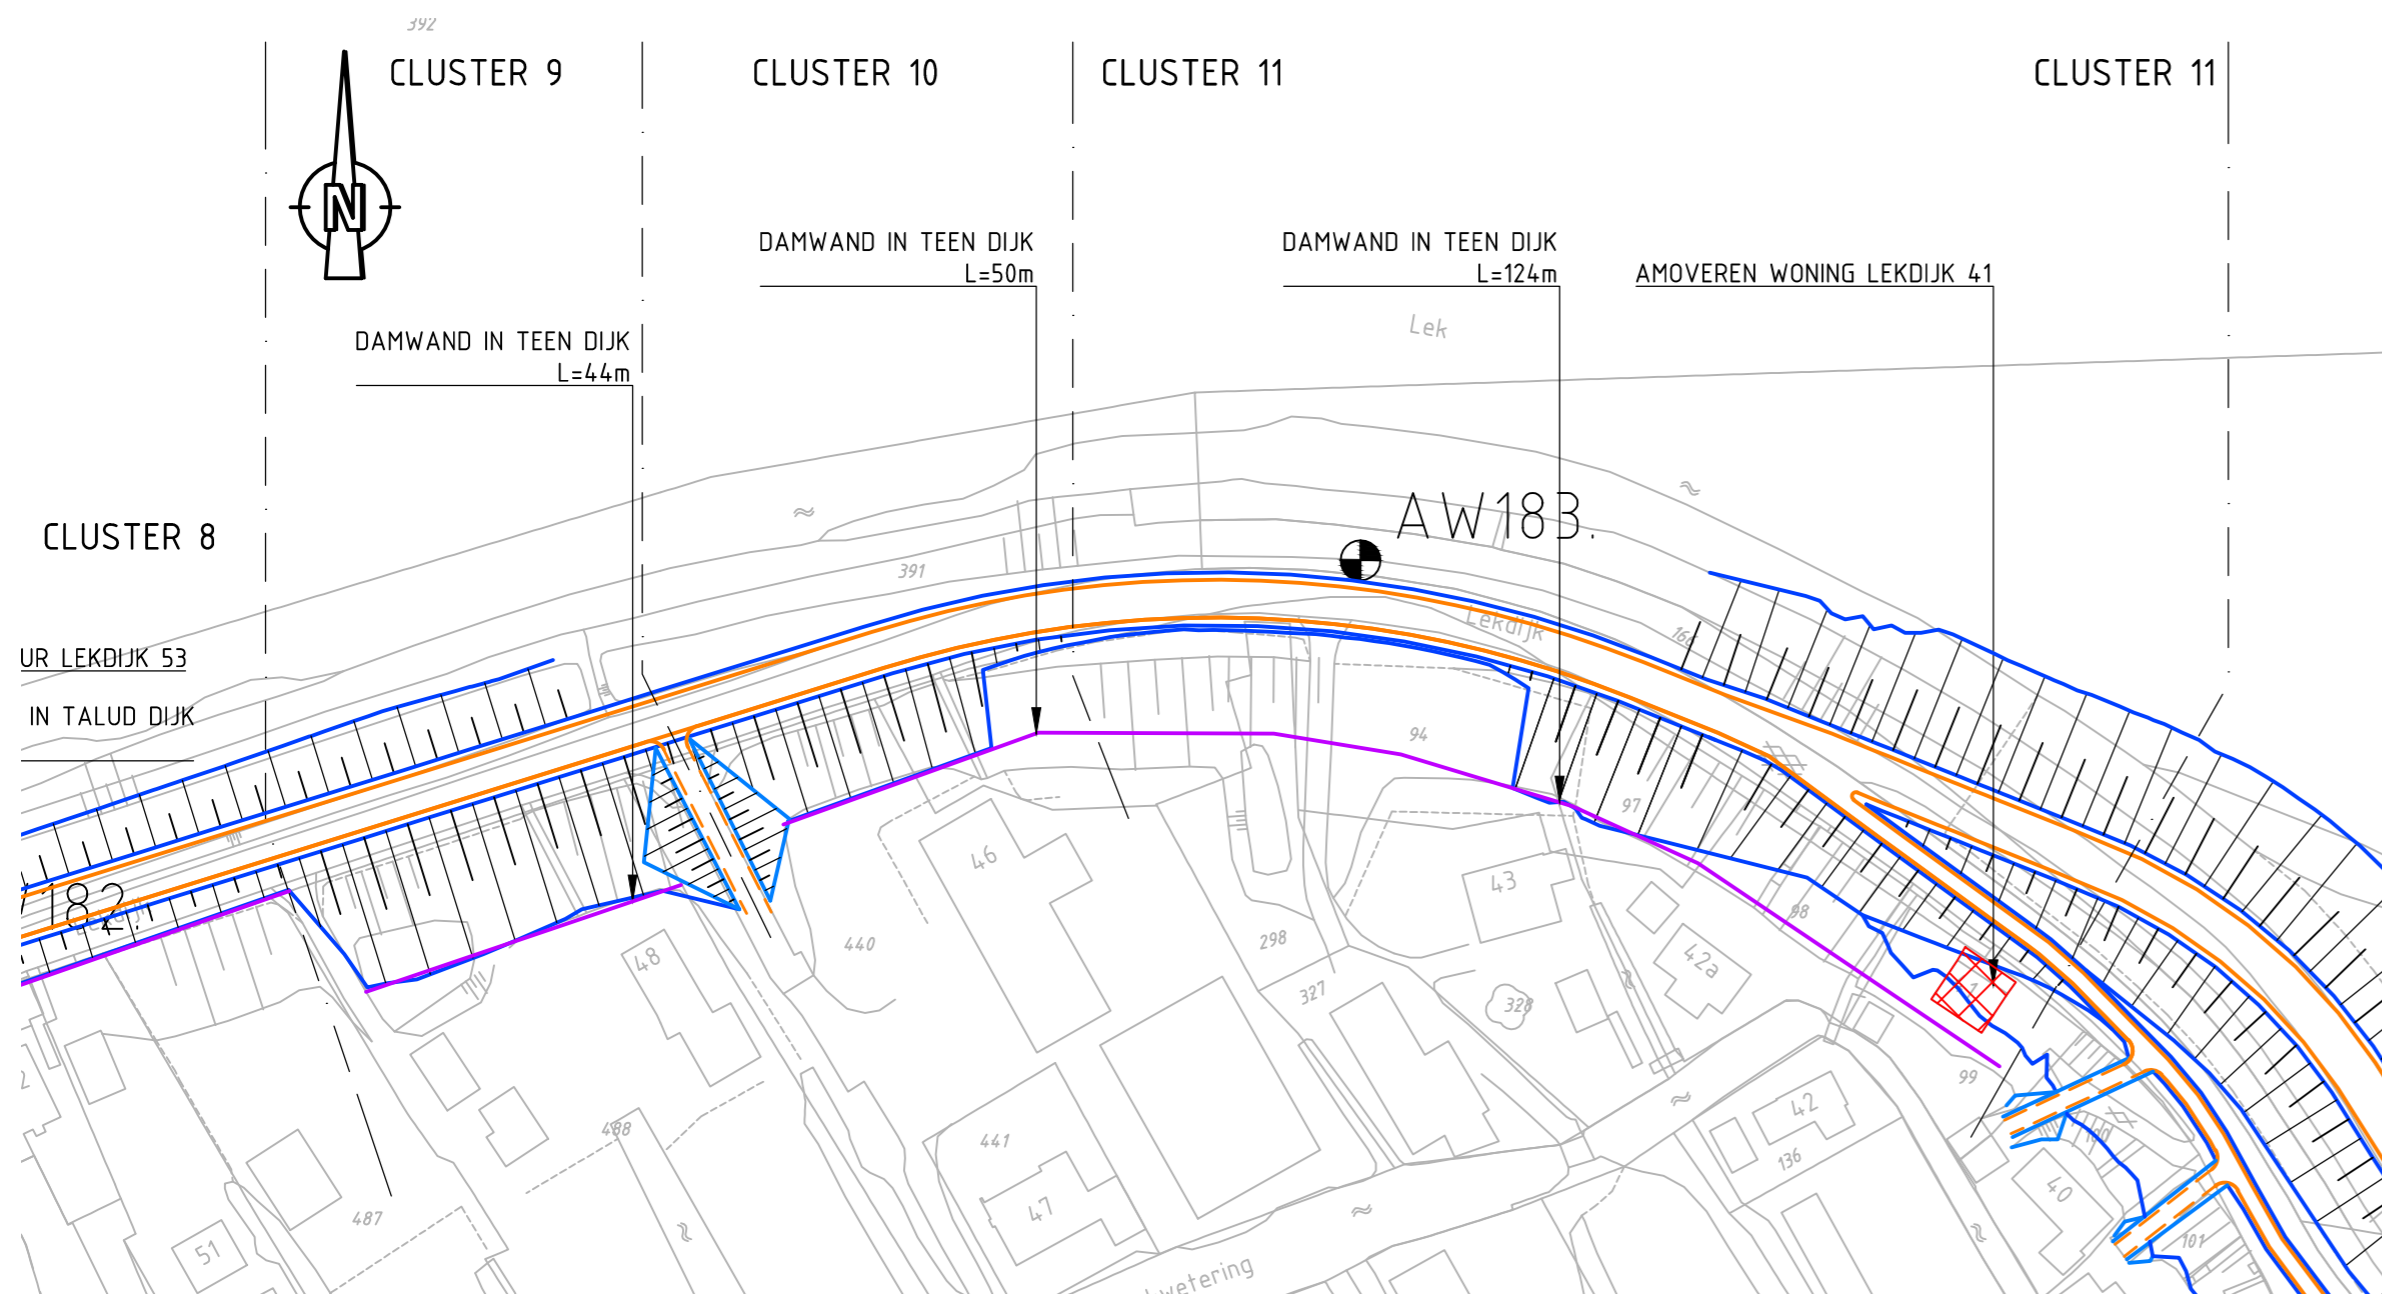 392
CLUSTER 9
CLUSTER 10
CLUSTER 11
CLUSTER 11
N
DAMWAND IN TEEN DIJK
L=50m
DAMWAND IN TEEN DIJK
L=124m
AMOVEREN WONING LEKDIJK 41
DAMWAND IN TEEN DIJK
L=44m
Lek
CLUSTER 8
AW183.
391
UR LEKDIJK 53
IN TALUD DIJK
Lekdijk
166
94
97
46
43
182.
98
440
298
48
42a
327
328
1
99
488
441
42
136
100
40
47
487
51
101
wetering